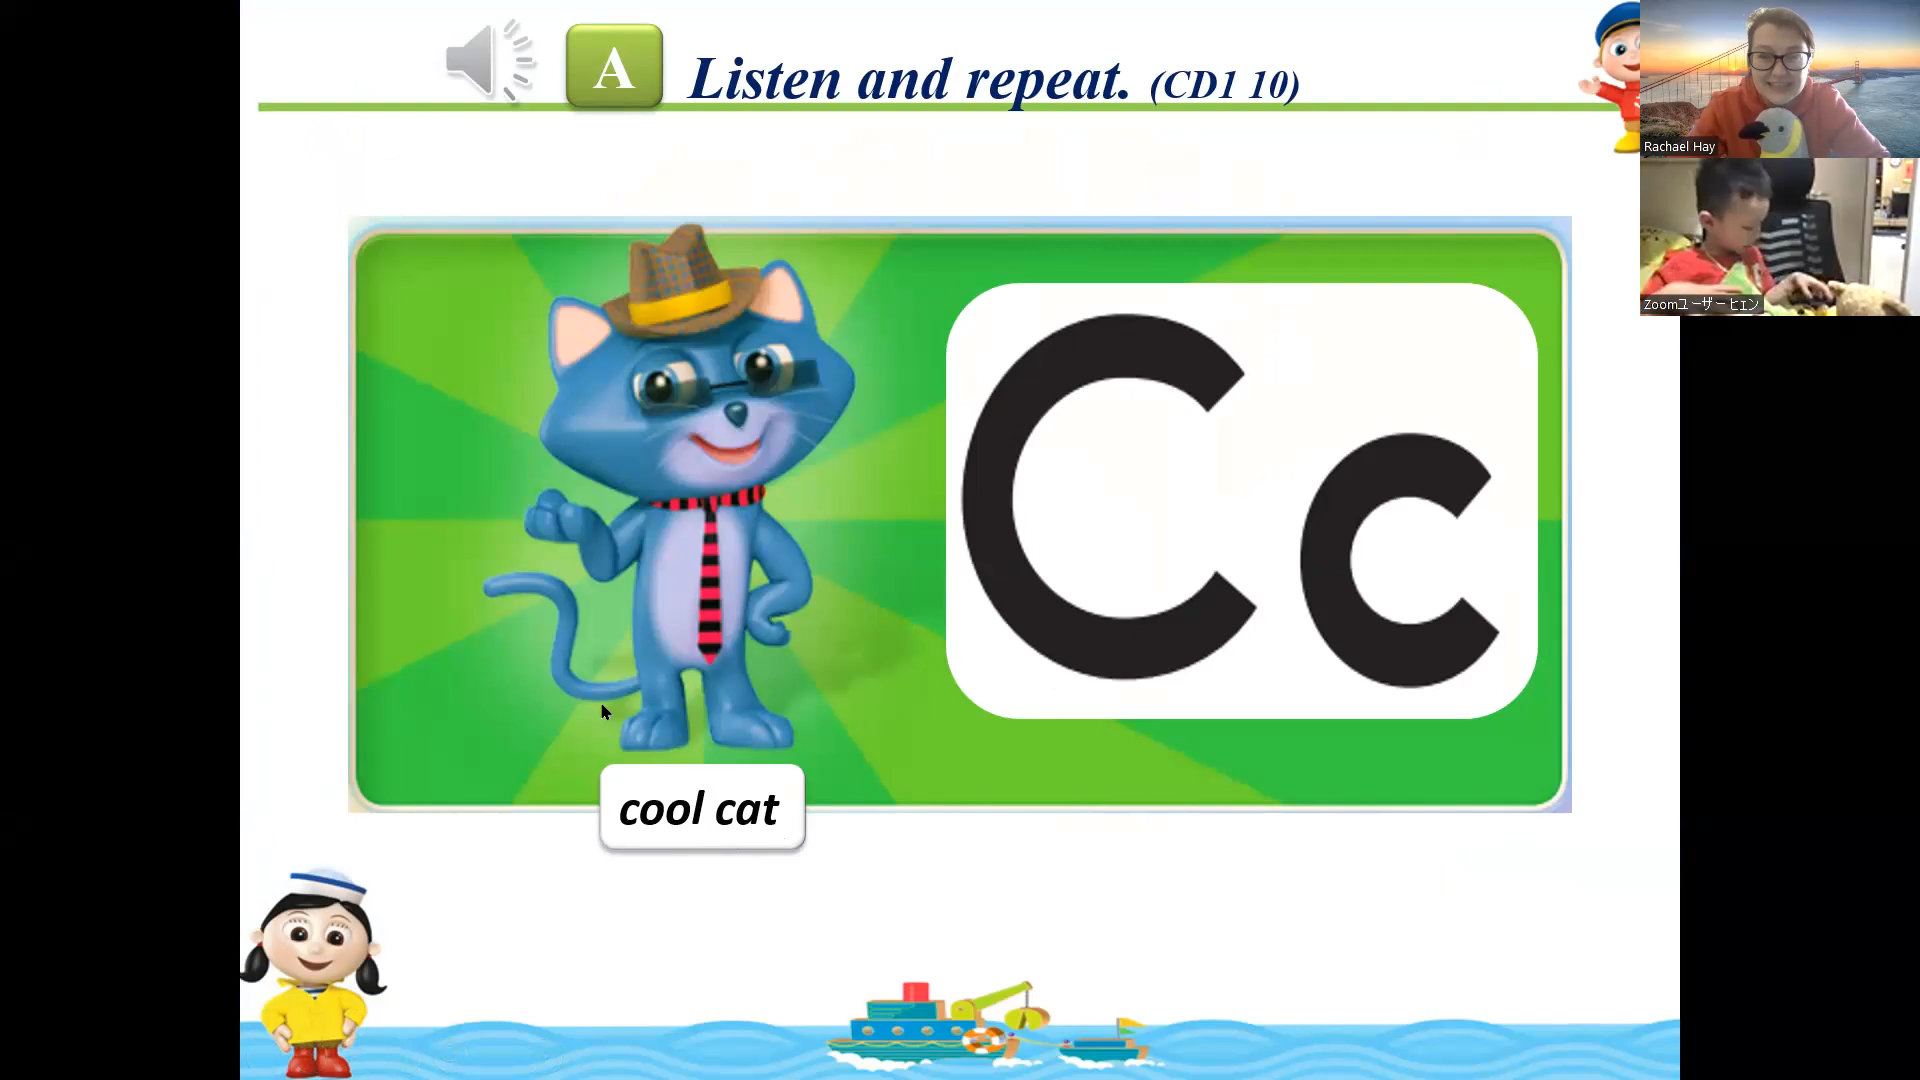 A
Listen and repeat. (CD1 10)
Rachael Hay
Zoomユーザーヒェン
Cc
cool cat